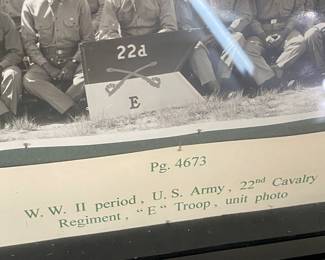 22d
E
Pg. 4673
W. W. II period, U. S. Army, 22nd Cavalry
Regiment, "E" Troop, unit photo